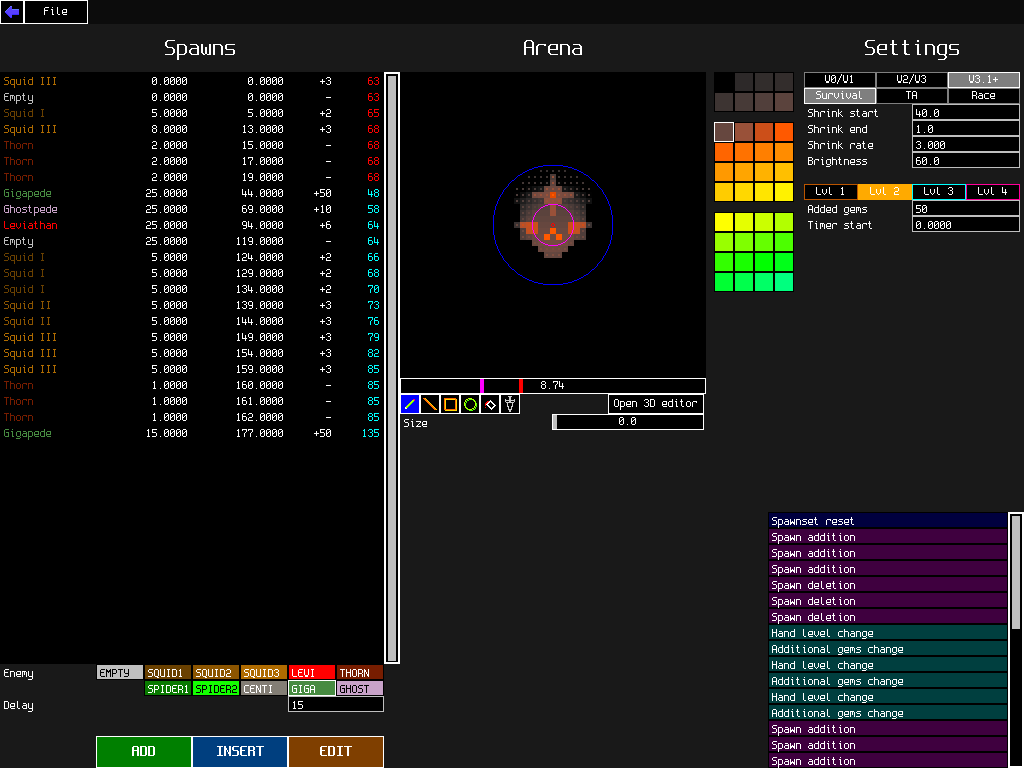 File
Spawns
Arena
Settings
Squid III 0.0000 0.0000 +3 63
Empty 0.0000 0.0000 - 63
Squid I 5.0000 5.0000 +2 65
Squid III 8.0000 13.0000 +3 68
Thorn 2.0000 15.0000 - 68
Thorn 2.0000 17.0000 - 68
Thorn 2.0000 19.0000 - 68
Gigapede 25.0000 44.0000 +50 48
Ghostpede 25.0000 69.0000 +10 58
Leviathan 25.0000 94.0000 +6 64
Empty 25.0000 119.0000 - 64
Squid I 5.0000 124.0000 +2 66
Squid I 5.0000 129.0000 +2 68
Squid I 5.0000 134.0000 +2 70
Squid II 5.0000 139.0000 +3 73
Squid II 5.0000 144.0000 +3 76
Squid III 5.0000 149.0000 +3 79
Squid III 5.0000 154.0000 +3 82
Squid III 5.0000 159.0000 +3 85
Thorn 1.0000 160.0000 - 85
Thorn 1.0000 161.0000 - 85
Thorn 1.0000 162.0000 - 85
Gigapede 15.0000 177.0000 +50 135
Enemy EMPTY SQUID1 SQUID2 SQUID3 LEVI THORN
SPIDER1 SPIDER2 CENTI GIGA GHOST
Delay 15
ADD INSERT EDIT
8.74
Open 3D editor
Size 0.0
V0/V1 V2/V3 V3.1+
Survival TA Race
Shrink start 40.0
Shrink end 1.0
Shrink rate 3.000
Brightness 60.0
Lvl 1 Lvl 2 Lvl 3 Lvl 4
Added gems 50
Timer start 0.0000
Spawnset reset
Spawn addition
Spawn addition
Spawn addition
Spawn deletion
Spawn deletion
Spawn deletion
Hand level change
Additional gems change
Hand level change
Additional gems change
Hand level change
Additional gems change
Spawn addition
Spawn addition
Spawn addition